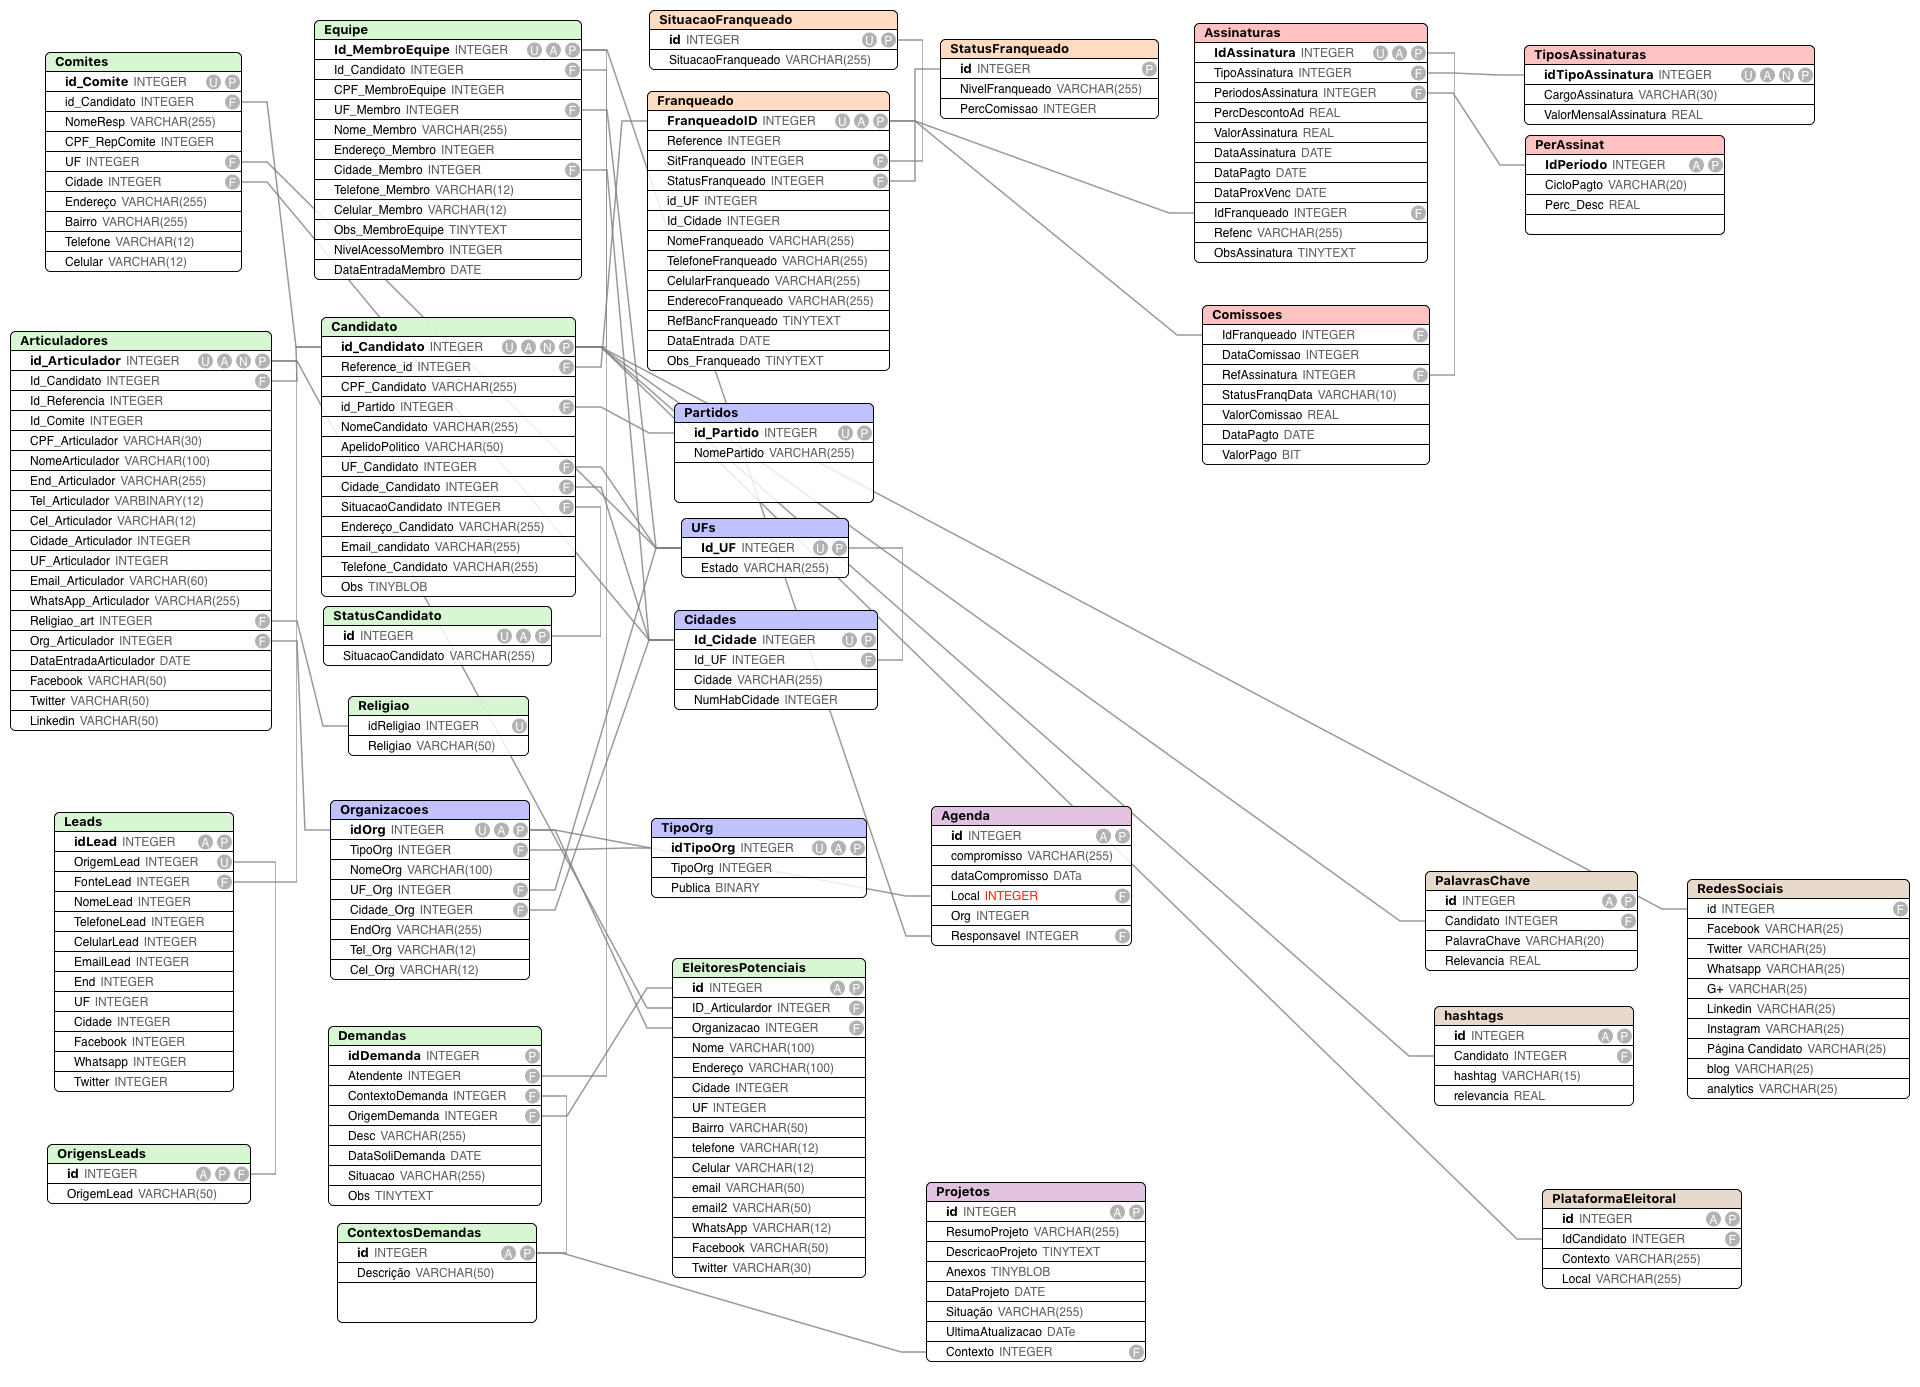 Comites
id_Comite INTEGER U P
id_Candidato INTEGER F
NomeResp VARCHAR(255)
CPF_RepComite INTEGER
UF INTEGER F
Cidade INTEGER F
Endereço VARCHAR(255)
Bairro VARCHAR(255)
Telefone VARCHAR(12)
Celular VARCHAR(12)
Equipe
Id_MembroEquipe INTEGER U A P
Id_Candidato INTEGER F
CPF_MembroEquipe INTEGER
UF_Membro INTEGER F
Nome_Membro VARCHAR(255)
Endereço_Membro INTEGER
Cidade_Membro INTEGER F
Telefone_Membro VARCHAR(12)
Celular_Membro VARCHAR(12)
Obs_MembroEquipe TINYTEXT
NivelAcessoMembro INTEGER
DataEntradaMembro DATE
SituacaoFranqueado
id INTEGER U P
SituacaoFranqueado VARCHAR(255)
StatusFranqueado
id INTEGER P
NivelFranqueado VARCHAR(255)
PercComissao INTEGER
Franqueado
FranqueadoID INTEGER U A P
Reference INTEGER
SitFranqueado INTEGER F
StatusFranqueado INTEGER F
id_UF INTEGER
Id_Cidade INTEGER
NomeFranqueado VARCHAR(255)
TelefoneFranqueado VARCHAR(255)
CelularFranqueado VARCHAR(255)
EnderecoFranqueado VARCHAR(255)
RefBancFranqueado TINYTEXT
DataEntrada DATE
Obs_Franqueado TINYTEXT
Assinaturas
IdAssinatura INTEGER U A P
TipoAssinatura INTEGER F
PeriodosAssinatura INTEGER F
PercDescontoAd REAL
ValorAssinatura REAL
DataAssinatura DATE
DataPagto DATE
DataProxVenc DATE
IdFranqueado INTEGER F
Refenc VARCHAR(255)
ObsAssinatura TINYTEXT
TiposAssinaturas
idTipoAssinatura INTEGER U A N P
CargoAssinatura VARCHAR(30)
ValorMensalAssinatura REAL
PerAssinat
IdPeriodo INTEGER A P
CicloPagto VARCHAR(20)
Perc_Desc REAL
Comissoes
IdFranqueado INTEGER F
DataComissao INTEGER
RefAssinatura INTEGER F
StatusFranqData VARCHAR(10)
ValorComissao REAL
DataPagto DATE
ValorPago BIT
Articuladores
id_Articulador INTEGER U A N P
Id_Candidato INTEGER F
Id_Referencia INTEGER
Id_Comite INTEGER
CPF_Articulador VARCHAR(30)
NomeArticulador VARCHAR(100)
End_Articulador VARCHAR(255)
Tel_Articulador VARBINARY(12)
Cel_Articulador VARCHAR(12)
Cidade_Articulador INTEGER
UF_Articulador INTEGER
Email_Articulador VARCHAR(60)
WhatsApp_Articulador VARCHAR(255)
Religiao_art INTEGER F
Org_Articulador INTEGER F
DataEntradaArticulador DATE
Facebook VARCHAR(50)
Twitter VARCHAR(50)
Linkedin VARCHAR(50)
Candidato
id_Candidato INTEGER U A N P
Reference_id INTEGER F
CPF_Candidato VARCHAR(255)
id_Partido INTEGER F
NomeCandidato VARCHAR(255)
ApelidoPolitico VARCHAR(50)
UF_Candidato INTEGER F
Cidade_Candidato INTEGER F
SituacaoCandidato INTEGER F
Endereço_Candidato VARCHAR(255)
Email_candidato VARCHAR(255)
Telefone_Candidato VARCHAR(255)
Obs TINYBLOB
Partidos
id_Partido INTEGER U P
NomePartido VARCHAR(255)
UFs
Id_UF INTEGER U P
Estado VARCHAR(255)
StatusCandidato
id INTEGER U A P
SituacaoCandidato VARCHAR(255)
Cidades
Id_Cidade INTEGER U P
Id_UF INTEGER F
Cidade VARCHAR(255)
NumHabCidade INTEGER
Religiao
idReligiao INTEGER U
Religiao VARCHAR(50)
Leads
idLead INTEGER A P
OrigemLead INTEGER U
FonteLead INTEGER F
NomeLead INTEGER
TelefoneLead INTEGER
CelularLead INTEGER
EmailLead INTEGER
End INTEGER
UF INTEGER
Cidade INTEGER
Facebook INTEGER
Whatsapp INTEGER
Twitter INTEGER
Organizacoes
idOrg INTEGER U A P
TipoOrg INTEGER F
NomeOrg VARCHAR(100)
UF_Org INTEGER F
Cidade_Org INTEGER F
EndOrg VARCHAR(255)
Tel_Org VARCHAR(12)
Cel_Org VARCHAR(12)
TipoOrg
idTipoOrg INTEGER U A P
TipoOrg INTEGER
Publica BINARY
Agenda
id INTEGER A P
compromisso VARCHAR(255)
dataCompromisso DATa
Local INTEGER F
Org INTEGER
Responsavel INTEGER F
PalavrasChave
id INTEGER A P
Candidato INTEGER F
PalavraChave VARCHAR(20)
Relevancia REAL
RedesSociais
id INTEGER F
Facebook VARCHAR(25)
Twitter VARCHAR(25)
Whatsapp VARCHAR(25)
G+ VARCHAR(25)
Linkedin VARCHAR(25)
Instagram VARCHAR(25)
Página Candidato VARCHAR(25)
blog VARCHAR(25)
analytics VARCHAR(25)
EleitoresPotenciais
id INTEGER A P
ID_Articulardor INTEGER F
Organizacao INTEGER F
Nome VARCHAR(100)
Endereço VARCHAR(100)
Cidade INTEGER
UF INTEGER
Bairro VARCHAR(50)
telefone VARCHAR(12)
Celular VARCHAR(12)
email VARCHAR(50)
email2 VARCHAR(50)
WhatsApp VARCHAR(12)
Facebook VARCHAR(50)
Twitter VARCHAR(30)
hashtags
id INTEGER A P
Candidato INTEGER F
hashtag VARCHAR(15)
relevancia REAL
Demandas
idDemanda INTEGER P
Atendente INTEGER F
ContextoDemanda INTEGER F
OrigemDemanda INTEGER F
Desc VARCHAR(255)
DataSoliDemanda DATE
Situacao VARCHAR(255)
Obs TINYTEXT
OrigensLeads
id INTEGER A P F
OrigemLead VARCHAR(50)
ContextosDemandas
id INTEGER A P
Descrição VARCHAR(50)
Projetos
id INTEGER A P
ResumoProjeto VARCHAR(255)
DescricaoProjeto TINYTEXT
Anexos TINYBLOB
DataProjeto DATE
Situação VARCHAR(255)
UltimaAtualizacao DATe
Contexto INTEGER F
PlataformaEleitoral
id INTEGER A P
IdCandidato INTEGER F
Contexto VARCHAR(255)
Local VARCHAR(255)